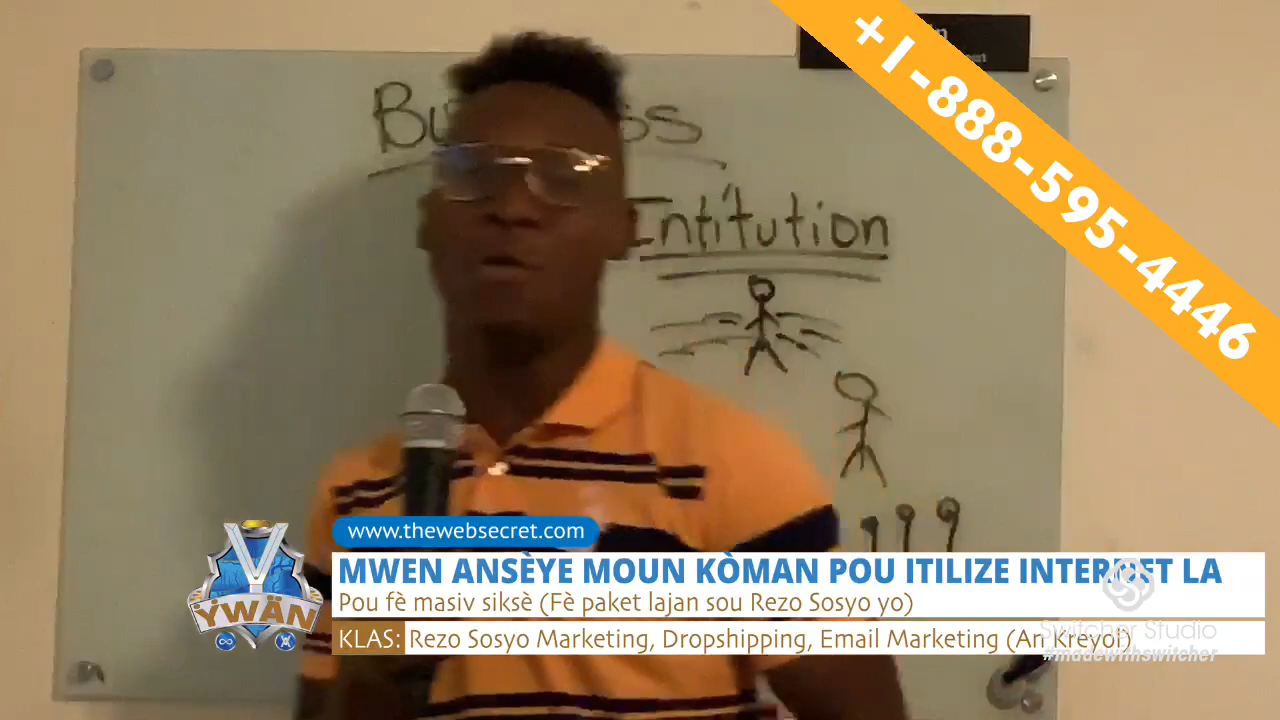 +1-888-595-4446
Intitution
www.thewebsecret.com
MWEN ANSÈYE MOUN KÒMAN POU ITILIZE INTERNET LA
Pou fè masiv siksè (Fè paket lajan sou Rezo Sosyo yo)
KLAS: Rezo Sosyo Marketing, Dropshipping, Email Marketing (An Kreyol)
YWÄN
Switcher Studio
#madewithswitcher